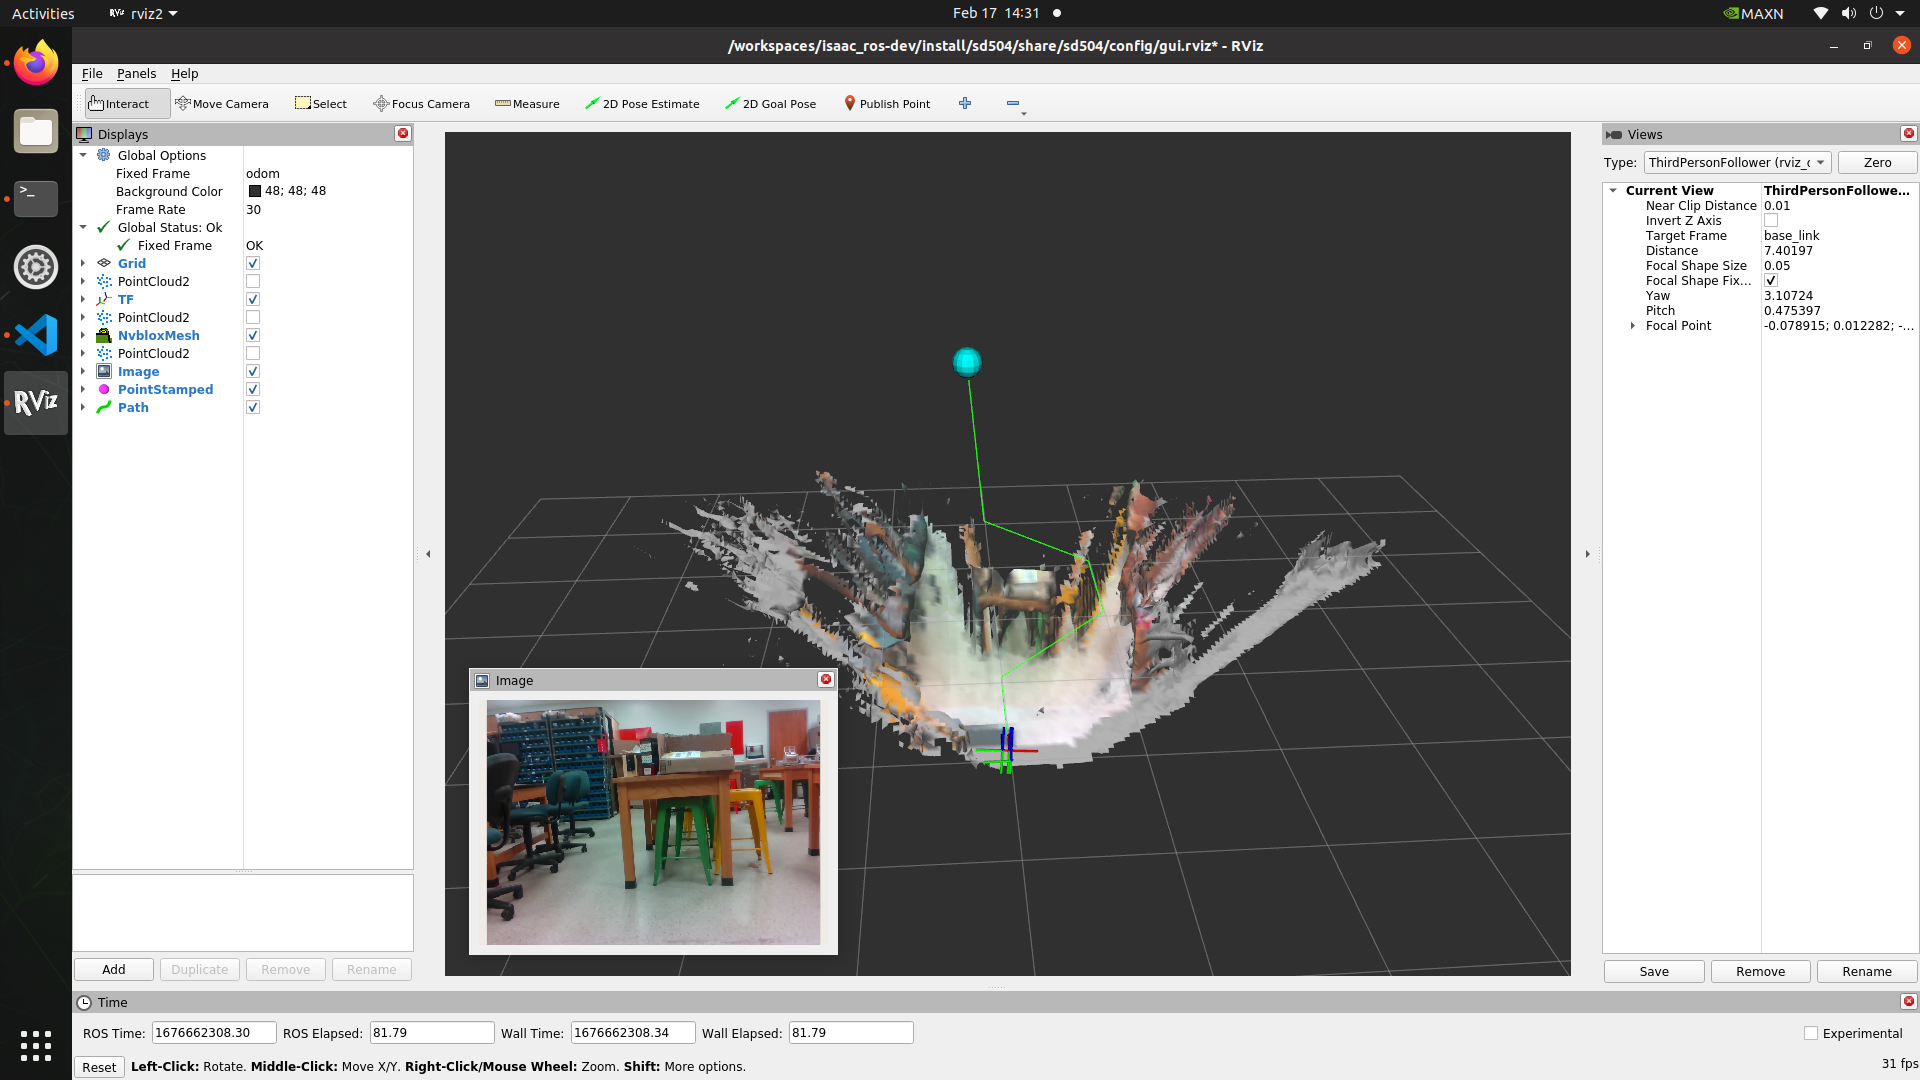 Activities
RViz rviz2
Feb 17 14:31
MAXN
/workspaces/isaac_ros-dev/install/sd504/share/sd504/config/gui.rviz* - RViz
File Panels Help
Interact Move Camera Select Focus Camera Measure 2D Pose Estimate 2D Goal Pose Publish Point
Displays
Global Options
Fixed Frame odom
Background Color 48; 48; 48
Frame Rate 30
Global Status: Ok
Fixed Frame OK
Grid
PointCloud2
TF
PointCloud2
NvbloxMesh
PointCloud2
Image
PointStamped
Path
RViz
Add Duplicate Remove Rename
Image
Views
Type: ThirdPersonFollower (rviz_ Zero
Current View ThirdPersonFollowe...
Near Clip Distance 0.01
Invert Z Axis
Target Frame base_link
Distance 7.40197
Focal Shape Size 0.05
Focal Shape Fix...
Yaw 3.10724
Pitch 0.475397
Focal Point -0.078915; 0.012282; -...
Save Remove Rename
Time
ROS Time: 1676662308.30 ROS Elapsed: 81.79 Wall Time: 1676662308.34 Wall Elapsed: 81.79
Experimental
Reset Left-Click: Rotate. Middle-Click: Move X/Y. Right-Click/Mouse Wheel: Zoom. Shift: More options.
31 fps